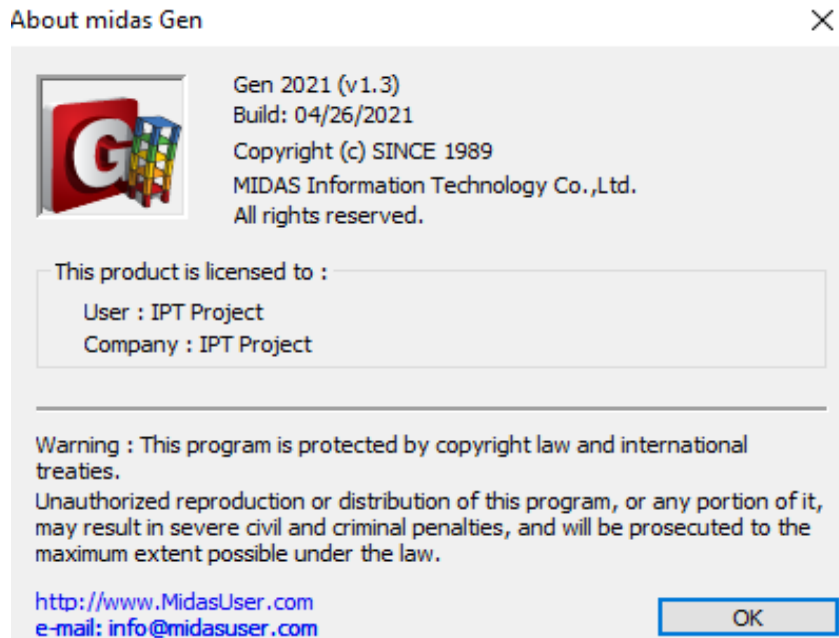 About midas Gen
G
Gen 2021 (v1.3)
Build: 04/26/2021
Copyright (c) SINCE 1989
MIDAS Information Technology Co.,Ltd.
All rights reserved.
This product is licensed to :
User : IPT Project
Company : IPT Project
Warning : This program is protected by copyright law and international
treaties.
Unauthorized reproduction or distribution of this program, or any portion of it,
may result in severe civil and criminal penalties, and will be prosecuted to the
maximum extent possible under the law.
http://www.MidasUser.com
e-mail: info@midasuser.com
OK